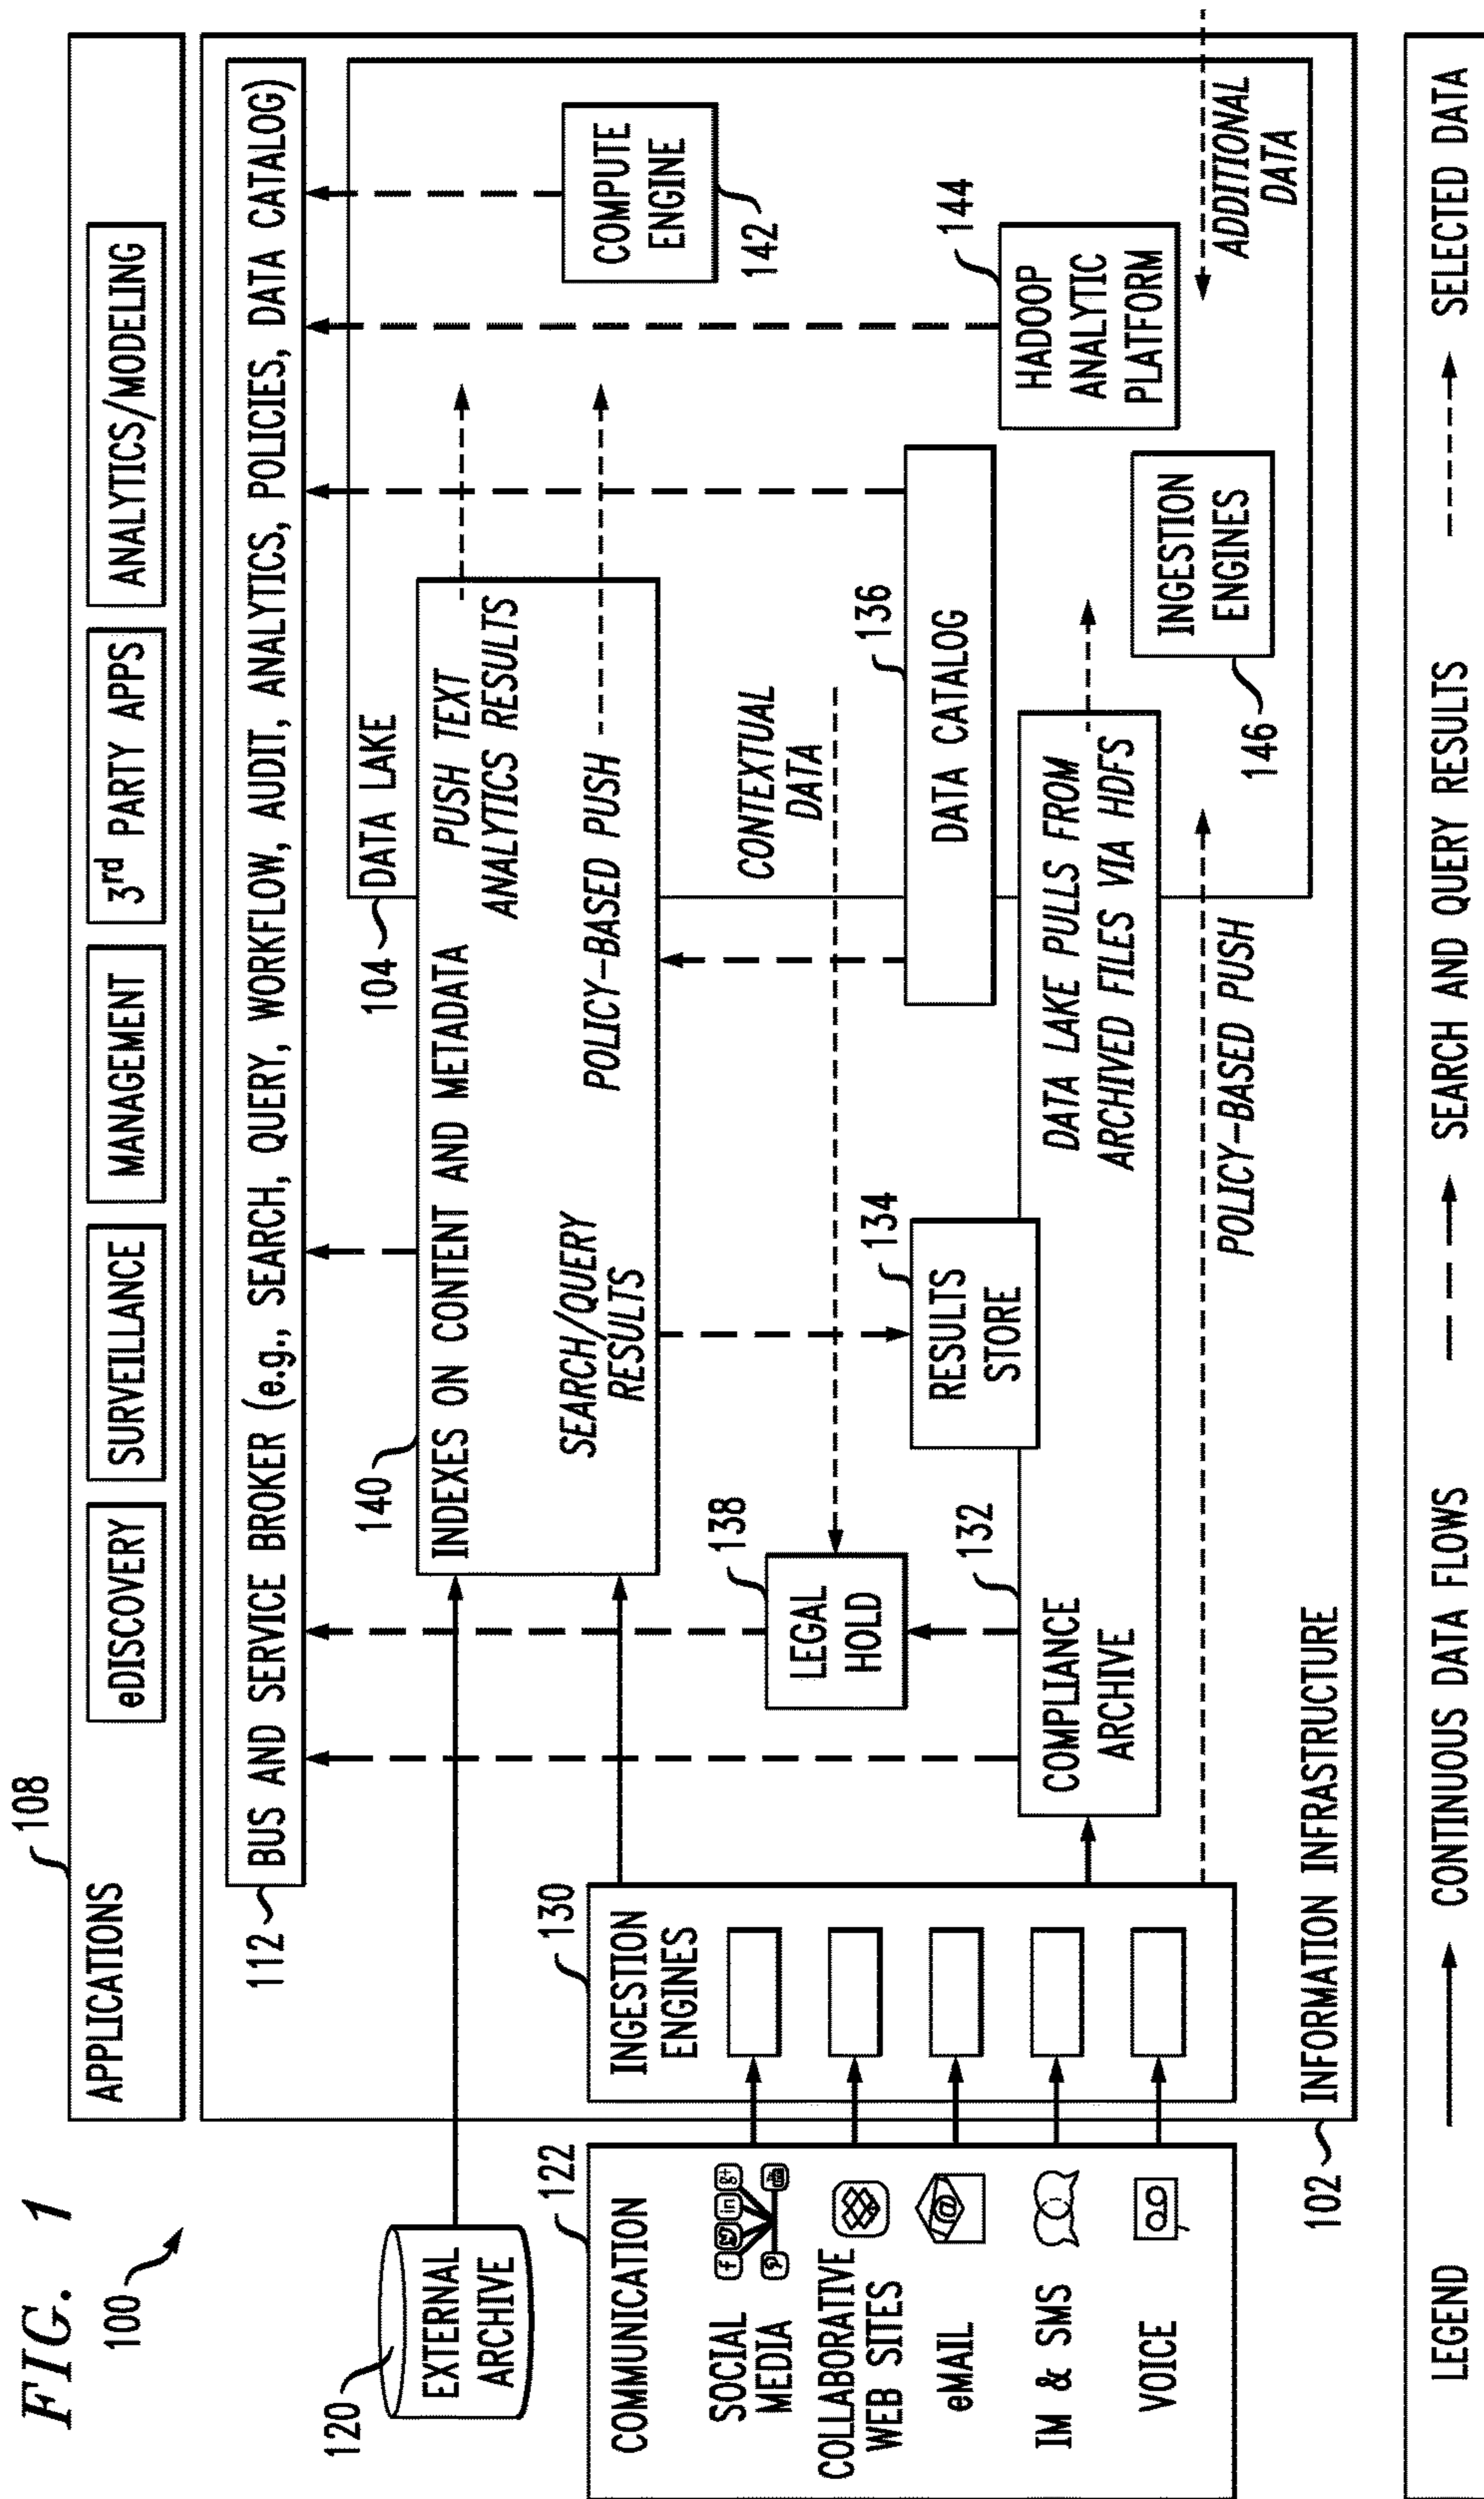 FIG. 1
100
108
APPLICATIONS
eDISCOVERY
SURVEILLANCE
MANAGEMENT
3rd PARTY APPS
ANALYTICS/MODELING
112
BUS AND SERVICE BROKER (e.g., SEARCH, QUERY, WORKFLOW, AUDIT, ANALYTICS, POLICIES, DATA CATALOG)
120
EXTERNAL
ARCHIVE
140
INDEXES ON CONTENT AND METADATA
SEARCH/QUERY
RESULTS
104
DATA LAKE
PUSH TEXT
ANALYTICS RESULTS
POLICY-BASED PUSH
COMPUTE
ENGINE
142
122
COMMUNICATION
SOCIAL
MEDIA
f
in
g+
COLLABORATIVE
WEB SITES
eMAIL
@
IM & SMS
VOICE
130
INGESTION
ENGINES
138
LEGAL
HOLD
CONTEXTUAL
DATA
136
DATA CATALOG
134
RESULTS
STORE
132
COMPLIANCE
ARCHIVE
DATA LAKE PULLS FROM
ARCHIVED FILES VIA HDFS
144
HADOOP
ANALYTIC
PLATFORM
INGESTION
ENGINES
146
POLICY-BASED PUSH
ADDITIONAL
DATA
102
INFORMATION INFRASTRUCTURE
LEGEND
CONTINUOUS DATA FLOWS
SEARCH AND QUERY RESULTS
SELECTED DATA